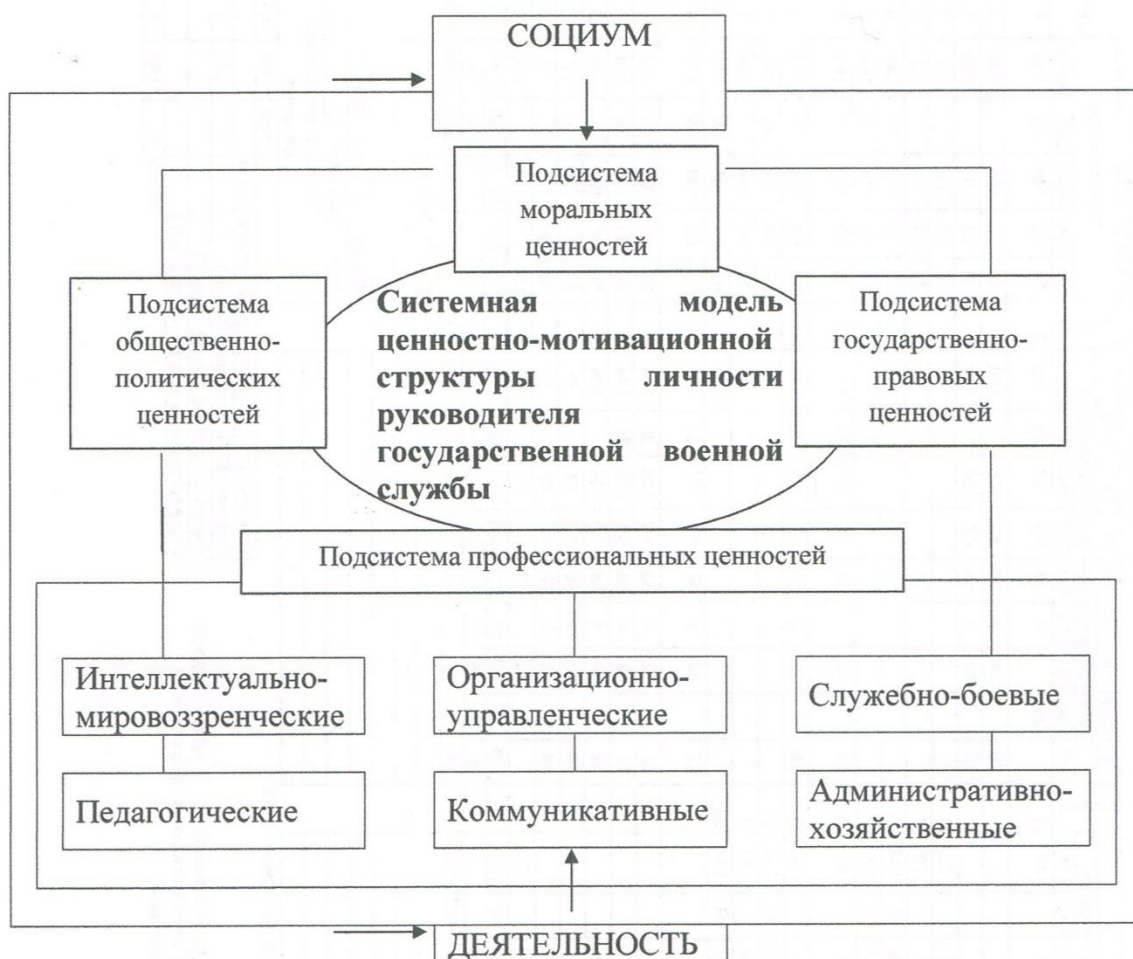 СОЦИУМ
Подсистема
моральных
ценностей
Подсистема
общественно-
политических
ценностей
Системная модель
ценностно-мотивационной
структуры личности
руководителя
государственной военной
службы
Подсистема
государственно-
правовых
ценностей
Подсистема профессиональных ценностей
Интеллектуально-
мировоззренческие
Организационно-
управленческие
Служебно-боевые
Педагогические
Коммуникативные
Административно-
хозяйственные
ДЕЯТЕЛЬНОСТЬ